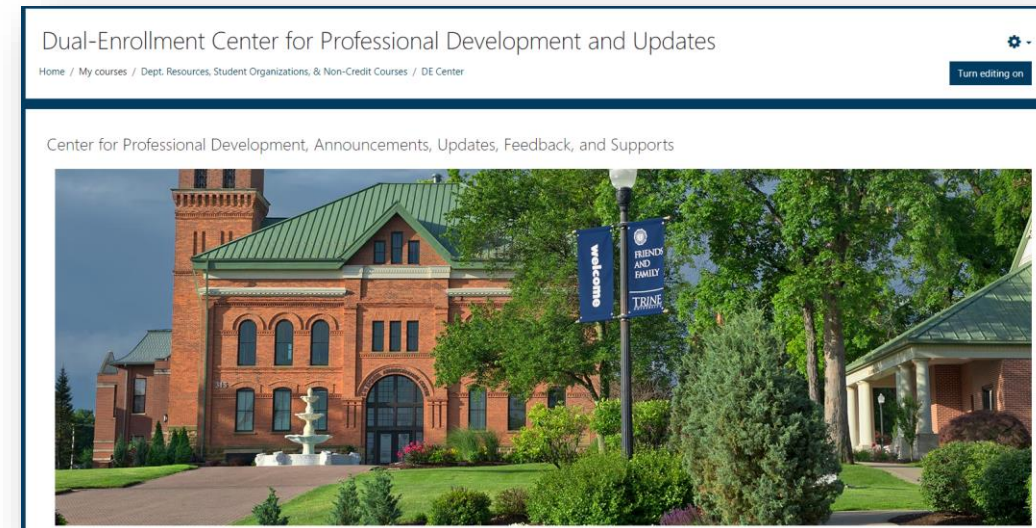 Dual-Enrollment Center for Professional Development and Updates
Home / My courses / Dept. Resources, Student Organizations, & Non-Credit Courses / DE Center
Turn editing on
Center for Professional Development, Announcements, Updates, Feedback, and Supports
welcome
FRIENDS
AND
FAMILY
TRINE